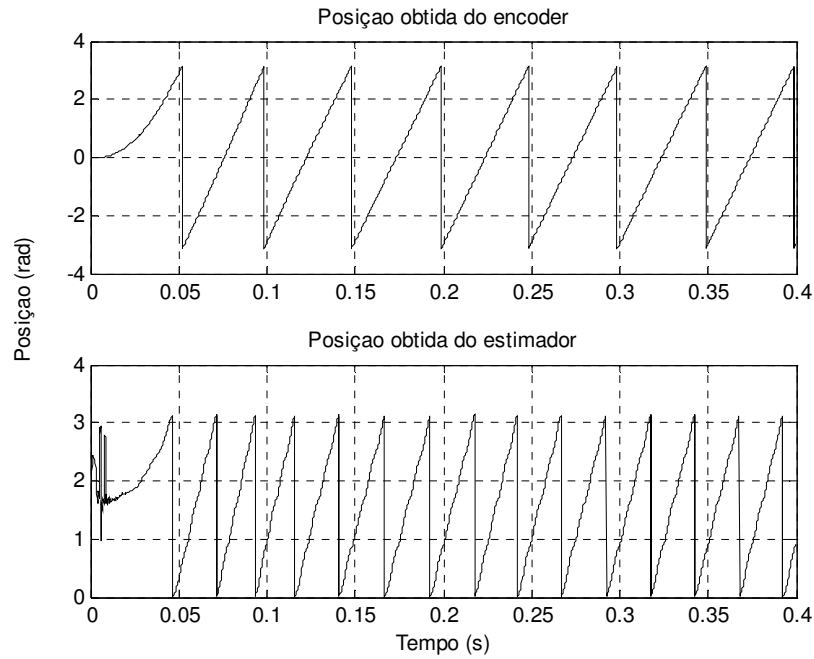 Posiçao obtida do encoder
4
2
0
-2
-4
0 0.05 0.1 0.15 0.2 0.25 0.3 0.35 0.4
Posiçao (rad)
Posiçao obtida do estimador
4
3
2
1
0
0 0.05 0.1 0.15 0.2 0.25 0.3 0.35 0.4
Tempo (s)